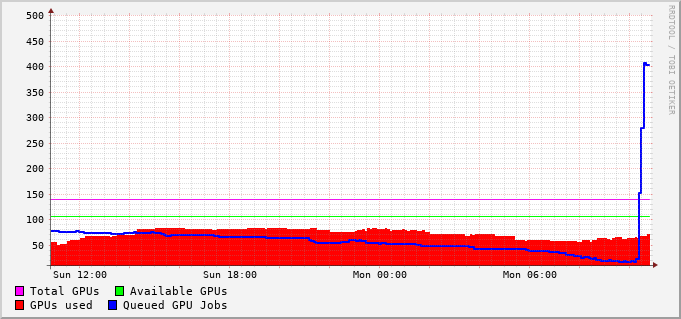 500
450
400
350
300
250
200
150
100
50
Sun 12:00 Sun 18:00 Mon 00:00 Mon 06:00
Total GPUs Available GPUs
GPUs used Queued GPU Jobs
RRDTOOL / TOBI OETIKER